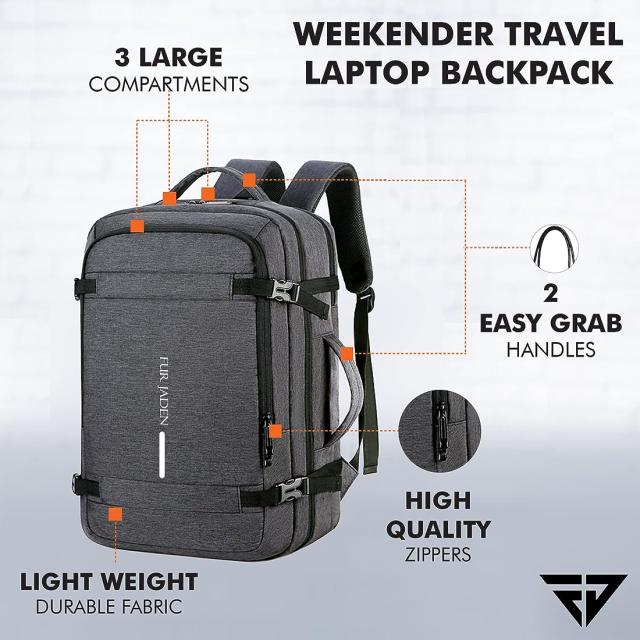 WEEKENDER TRAVEL
LAPTOP BACKPACK
3 LARGE
COMPARTMENTS
2
EASY GRAB
HANDLES
FUR JADEN
HIGH
QUALITY
ZIPPERS
LIGHT WEIGHT
DURABLE FABRIC